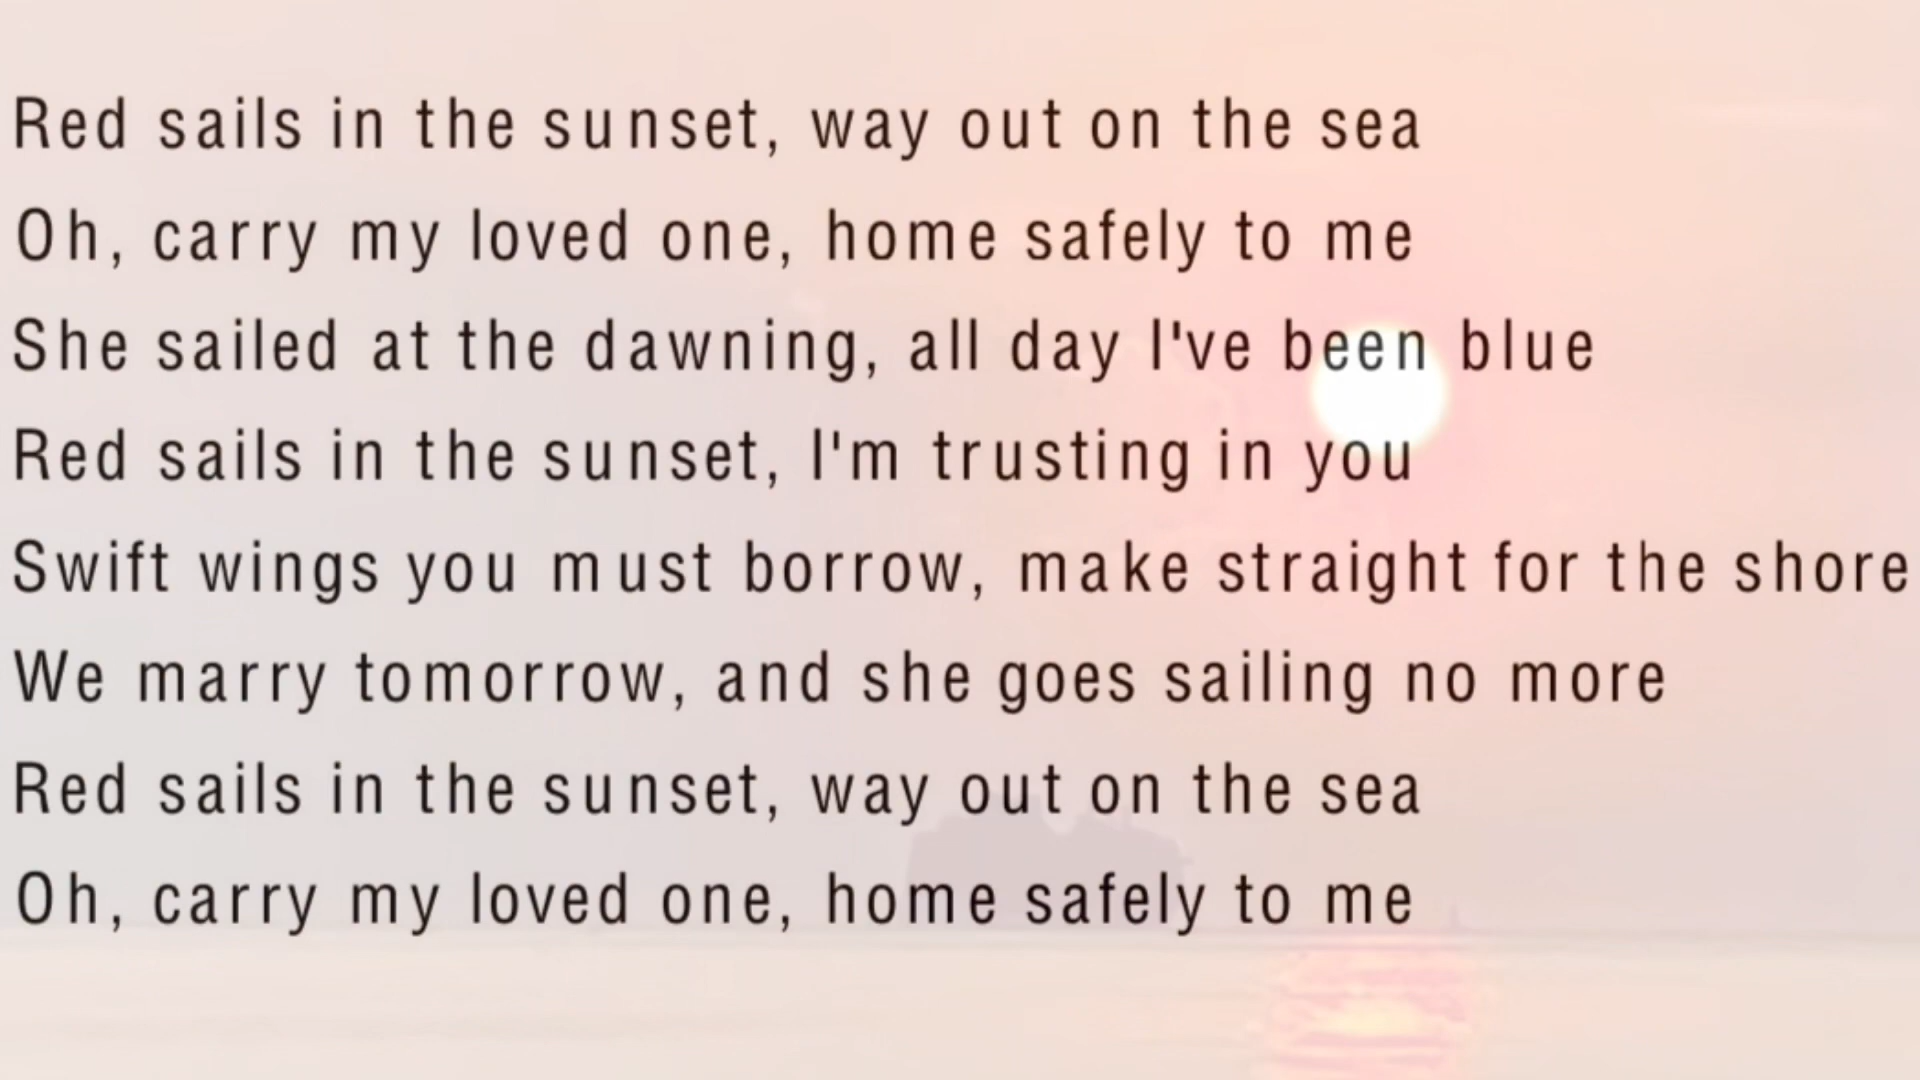 Red sails in the sunset, way out on the sea
Oh, carry my loved one, home safely to me
She sailed at the dawning, all day I've been blue
Red sails in the sunset, I'm trusting in you
Swift wings you must borrow, make straight for the shore
We marry tomorrow, and she goes sailing no more
Red sails in the sunset, way out on the sea
Oh, carry my loved one, home safely to me